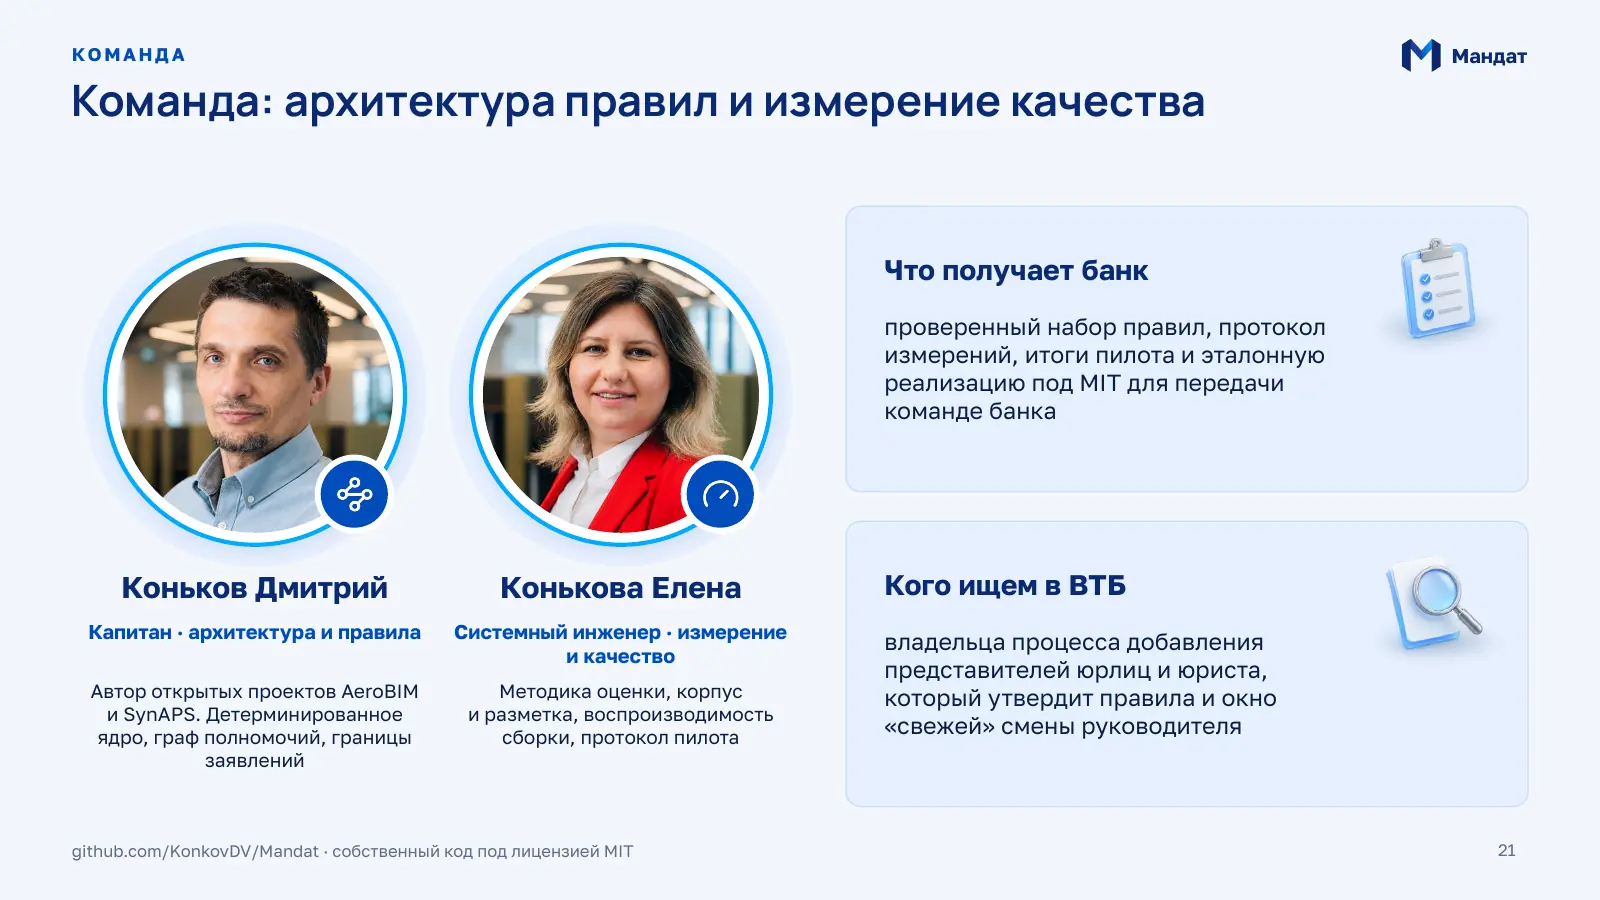 КОМАНДА
Мандат
Команда: архитектура правил и измерение качества
Коньков Дмитрий
Капитан · архитектура и правила
Автор открытых проектов AeroBIM
и SynAPS. Детерминированное
ядро, граф полномочий, границы
заявлений
Конькова Елена
Системный инженер · измерение
и качество
Методика оценки, корпус
и разметка, воспроизводимость
сборки, протокол пилота
Что получает банк
проверенный набор правил, протокол
измерений, итоги пилота и эталонную
реализацию под MIT для передачи
команде банка
Кого ищем в ВТБ
владельца процесса добавления
представителей юрлиц и юриста,
который утвердит правила и окно
«свежей» смены руководителя
github.com/KonkovDV/Mandat · собственный код под лицензией MIT
21